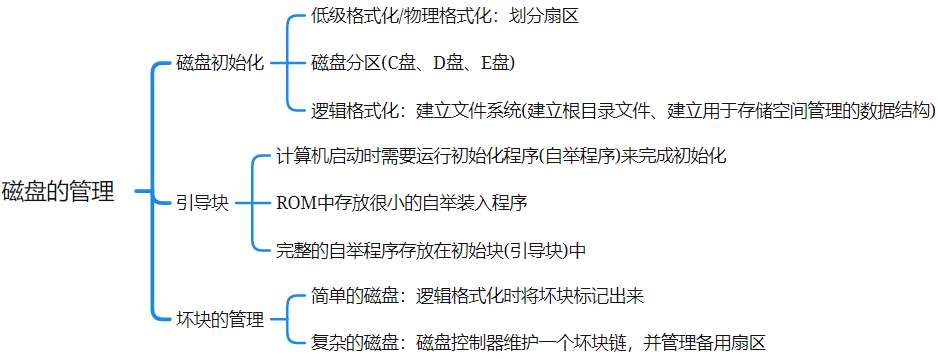 低级格式化/物理格式化：划分扇区
磁盘初始化
磁盘分区(C盘、D盘、E盘)
逻辑格式化：建立文件系统(建立根目录文件、建立用于存储空间管理的数据结构)
计算机启动时需要运行初始化程序(自举程序)来完成初始化
磁盘的管理
引导块
ROM中存放很小的自举装入程序
完整的自举程序存放在初始块(引导块)中
简单的磁盘：逻辑格式化时将坏块标记出来
坏块的管理
复杂的磁盘：磁盘控制器维护一个坏块链，并管理备用扇区